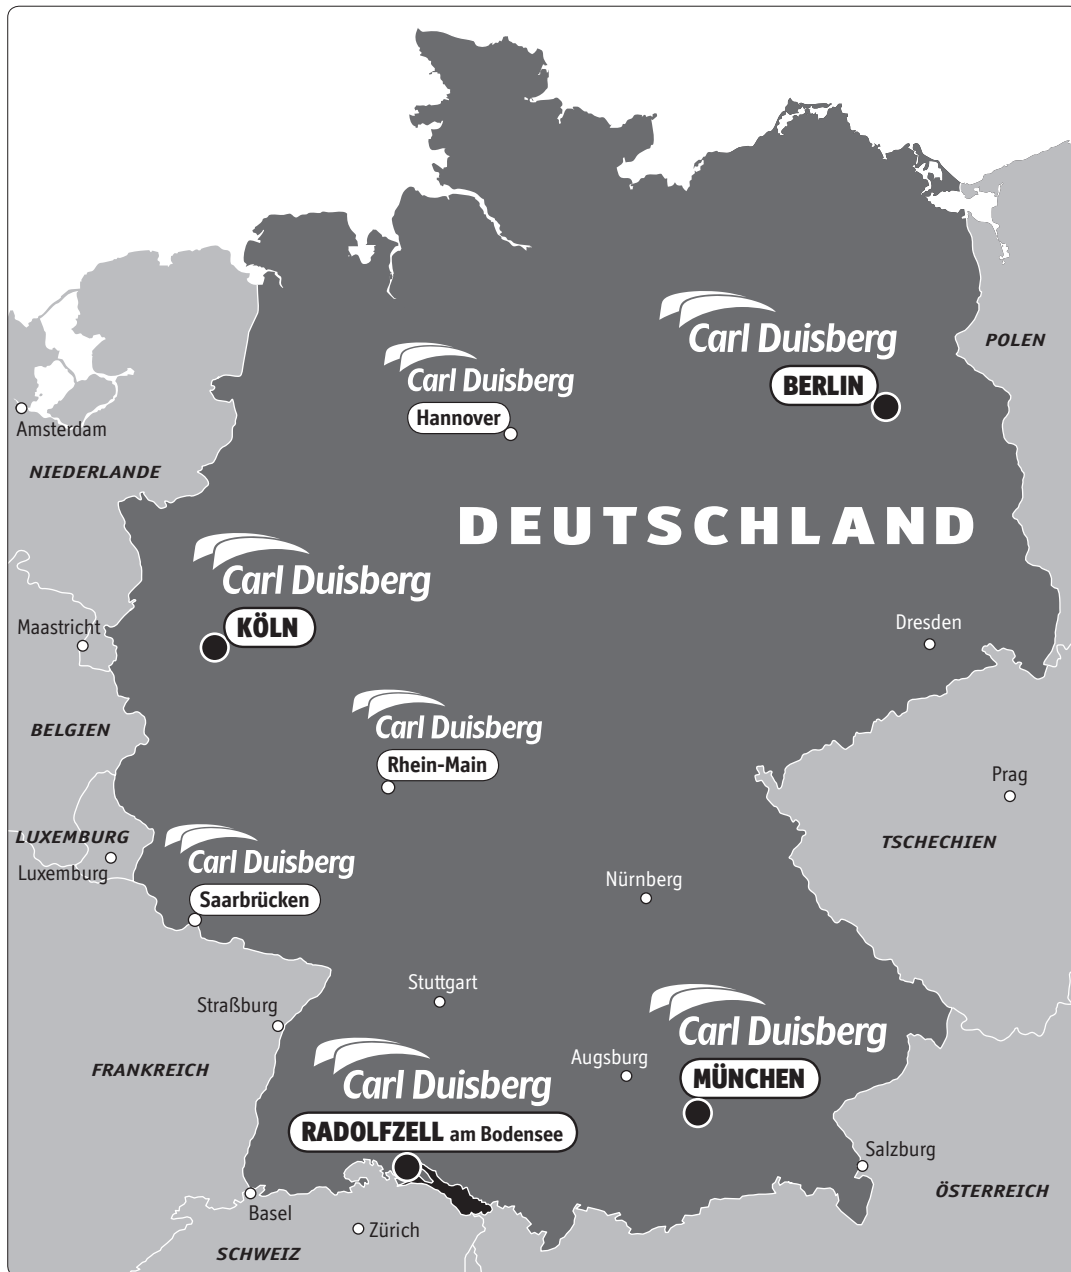 Carl Duisberg
BERLIN
POLEN
Carl Duisberg
Hannover
Amsterdam
NIEDERLANDE
DEUTSCHLAND
Carl Duisberg
KÖLN
Maastricht
Dresden
BELGIEN
Carl Duisberg
Rhein-Main
Prag
LUXEMBURG
Luxemburg
TSCHECHIEN
Carl Duisberg
Saarbrücken
Nürnberg
Stuttgart
Straßburg
Carl Duisberg
MÜNCHEN
Augsburg
FRANKREICH
Carl Duisberg
RADOLFZELL am Bodensee
Salzburg
ÖSTERREICH
Basel
Zürich
SCHWEIZ